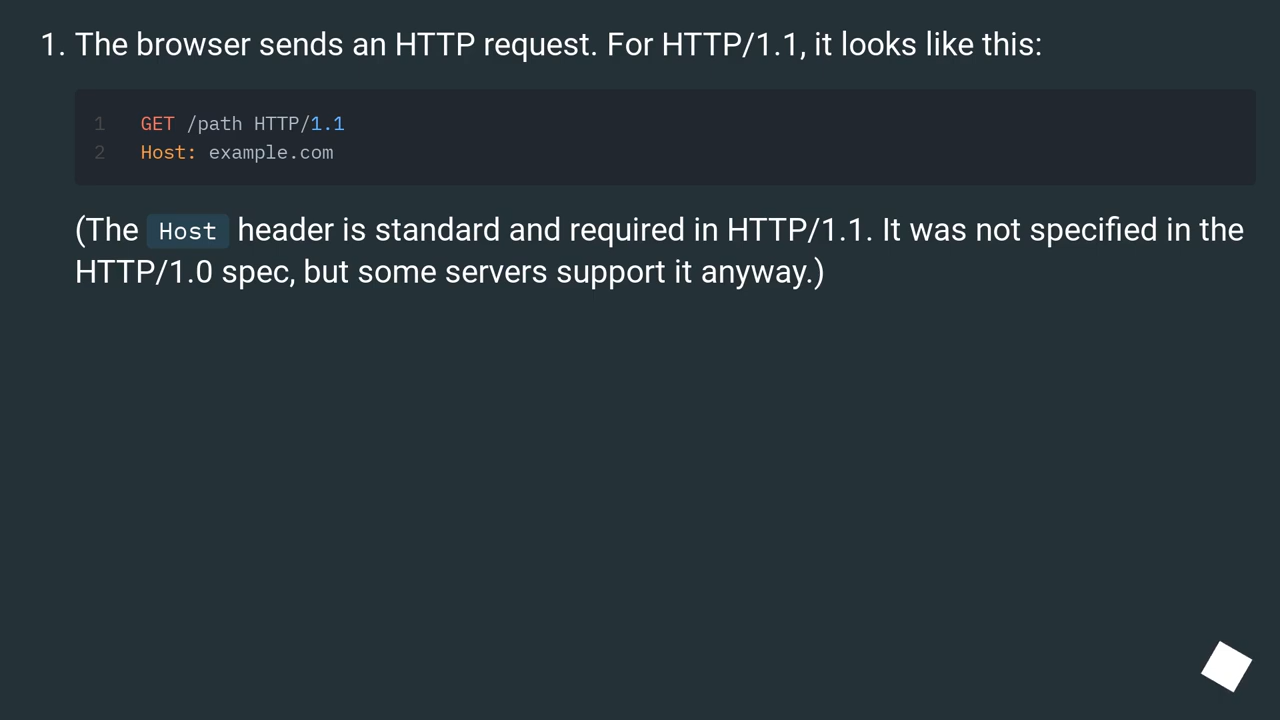 1. The browser sends an HTTP request. For HTTP/1.1, it looks like this:
1 GET /path HTTP/1.1
2 Host: example.com
(The Host header is standard and required in HTTP/1.1. It was not specified in the
HTTP/1.0 spec, but some servers support it anyway.)